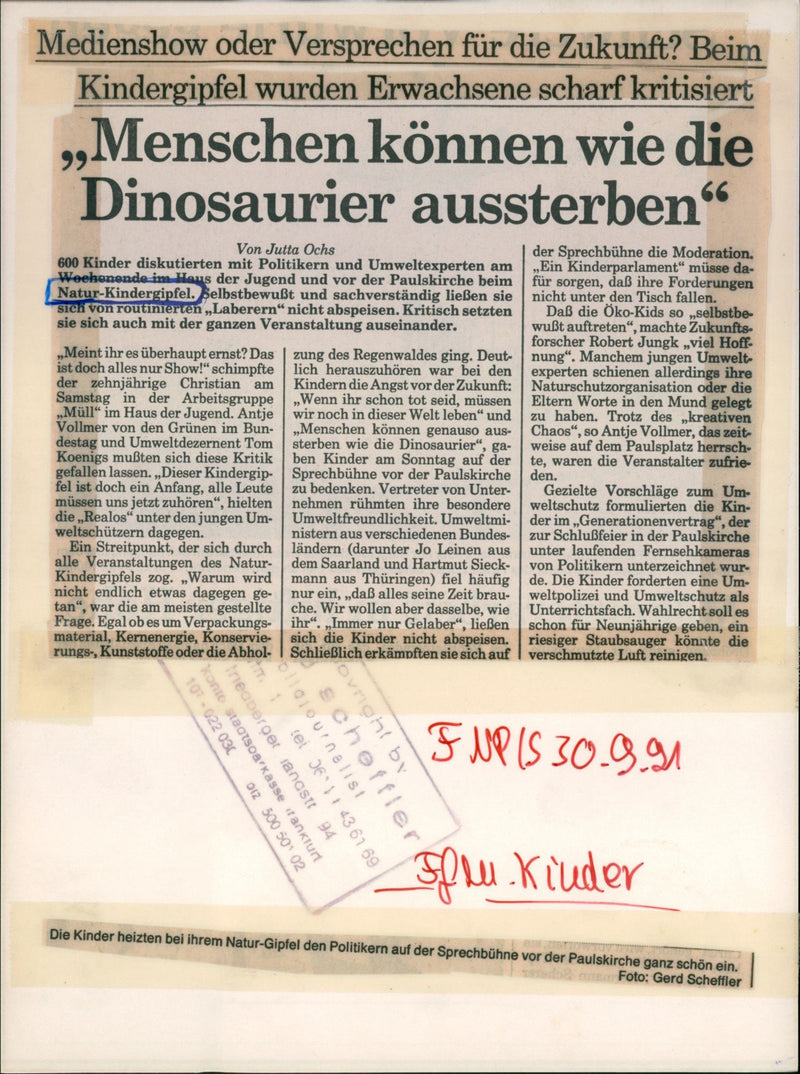 Medienshow oder Versprechen für die Zukunft? Beim
Kindergipfel wurden Erwachsene scharf kritisiert
„Menschen können wie die
Dinosaurier aussterben“
Von Jutta Ochs
600 Kinder diskutierten mit Politikern und Umweltexperten am
Wochenende im Haus der Jugend und vor der Paulskirche beim
Natur-Kindergipfel. Selbstbewußt und sachverständig ließen sie
sich von routinierten „Laberern“ nicht abspeisen. Kritisch setzten
sie sich auch mit der ganzen Veranstaltung auseinander.
„Meint ihr es überhaupt ernst? Das
ist doch alles nur Show!“ schimpfte
der zehnjährige Christian am
Samstag in der Arbeitsgruppe
„Müll“ im Haus der Jugend. Antje
Vollmer von den Grünen im Bun-
destag und Umweltdezernent Tom
Koenigs mußten sich diese Kritik
gefallen lassen. „Dieser Kindergip-
fel ist doch ein Anfang, alle Leute
müssen uns jetzt zuhören“, hielten
die „Realos“ unter den jungen Um-
weltschützern dagegen.
Ein Streitpunkt, der sich durch
alle Veranstaltungen des Natur-
Kindergipfels zog. „Warum wird
nicht endlich etwas dagegen ge-
tan“, war die am meisten gestellte
Frage. Egal ob es um Verpackungs-
material, Kernenergie, Konservie-
rungs-, Kunststoffe oder die Abhol-
zung des Regenwaldes ging. Deut-
lich herauszuhören war bei den
Kindern die Angst vor der Zukunft:
„Wenn ihr schon tot seid, müssen
wir noch in dieser Welt leben“ und
„Menschen können genauso aus-
sterben wie die Dinosaurier“, ga-
ben Kinder am Sonntag auf der
Sprechbühne vor der Paulskirche
zu bedenken. Vertreter von Unter-
nehmen rühmten ihre besondere
Umweltfreundlichkeit. Umweltmi-
nistern aus verschiedenen Bundes-
ländern (darunter Jo Leinen aus
dem Saarland und Hartmut Sieck-
mann aus Thüringen) fiel häufig
nur ein, „daß alles seine Zeit brau-
che. Wir wollen aber dasselbe, wie
ihr“. „Immer nur Gelaber“, ließen
sich die Kinder nicht abspeisen.
Schließlich erkämpften sie sich auf
der Sprechbühne die Moderation.
„Ein Kinderparlament“ müsse da-
für sorgen, daß ihre Forderungen
nicht unter den Tisch fallen.
Daß die Öko-Kids so „selbstbe-
wußt auftreten“, machte Zukunfts-
forscher Robert Jungk „viel Hoff-
nung“. Manchem jungen Umwelt-
experten schienen allerdings ihre
Naturschutzorganisation oder die
Eltern Worte in den Mund gelegt
zu haben. Trotz des „kreativen
Chaos“, so Antje Vollmer, das zeit-
weise auf dem Paulsplatz herrsch-
te, waren die Veranstalter zufrie-
den.
Gezielte Vorschläge zum Um-
weltschutz formulierten die Kin-
der im „Generationenvertrag“, der
zur Schlußfeier in der Paulskirche
unter laufenden Fernsehkameras
von Politikern unterzeichnet wur-
de. Die Kinder forderten eine Um-
weltpolizei und Umweltschutz als
Unterrichtsfach. Wahlrecht soll es
schon für Neunjährige geben, ein
riesiger Staubsauger könnte die
verschmutzte Luft reinigen.
copyright by
scheffler
FNP/S 30.9.91
Ffm. Kinder
Die Kinder heizten bei ihrem Natur-Gipfel den Politikern auf der Sprechbühne vor der Paulskirche ganz schön ein.
Foto: Gerd Scheffler